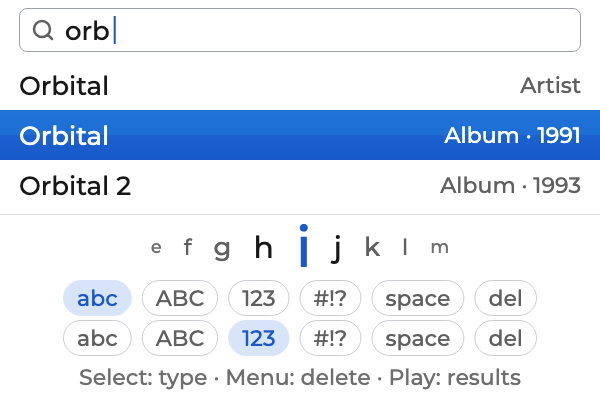 orb
Orbital Artist
Orbital Album · 1991
Orbital 2 Album · 1993
e f g h i j k l m
abc ABC 123 #!? space del
abc ABC 123 #!? space del
Select: type · Menu: delete · Play: results